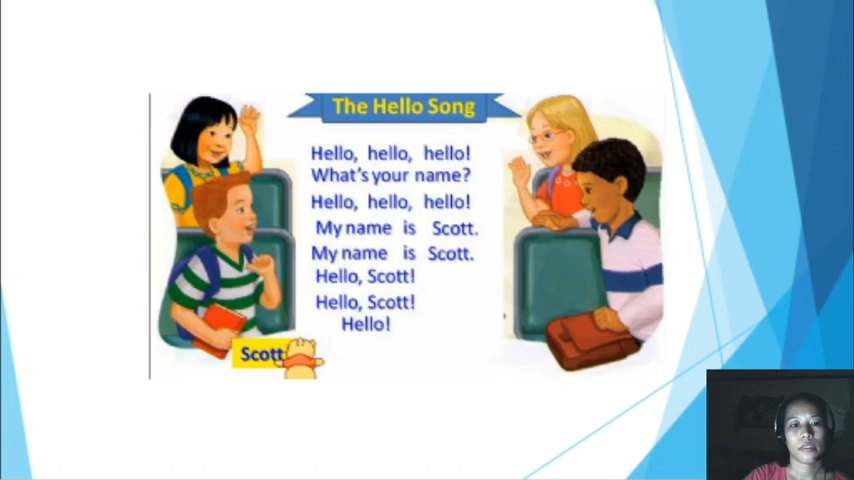 The Hello Song
Hello, hello, hello!
What's your name?
Hello, hello, hello!
My name is Scott.
My name is Scott.
Hello, Scott!
Hello, Scott!
Hello!
Scott